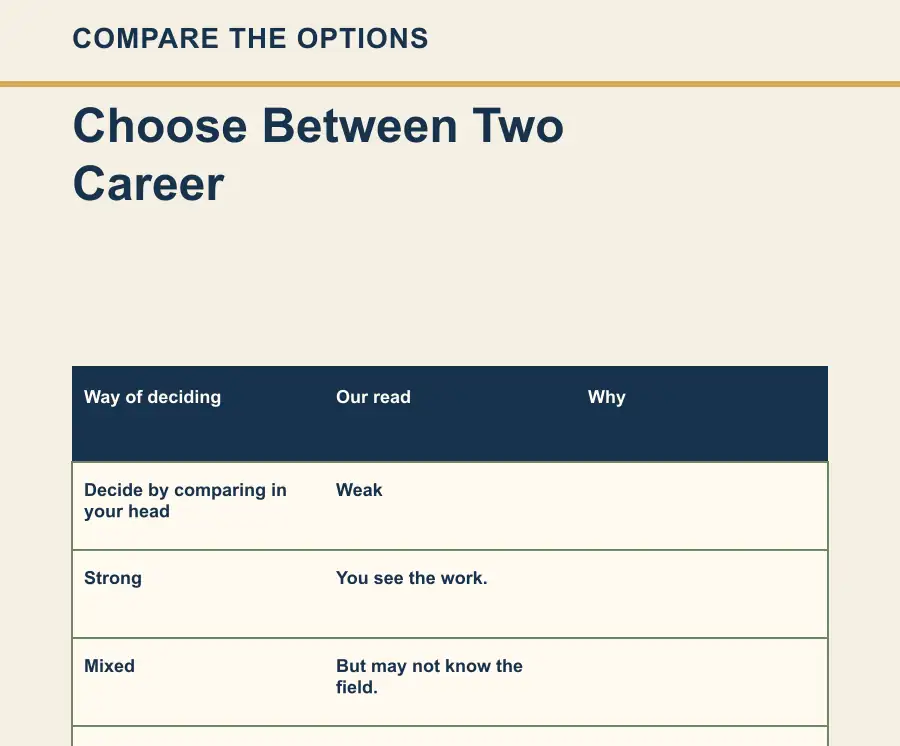 COMPARE THE OPTIONS
Choose Between Two
Career
Way of deciding Our read Why
Decide by comparing in
your head
Weak
Strong You see the work.
Mixed
But may not know the
field.